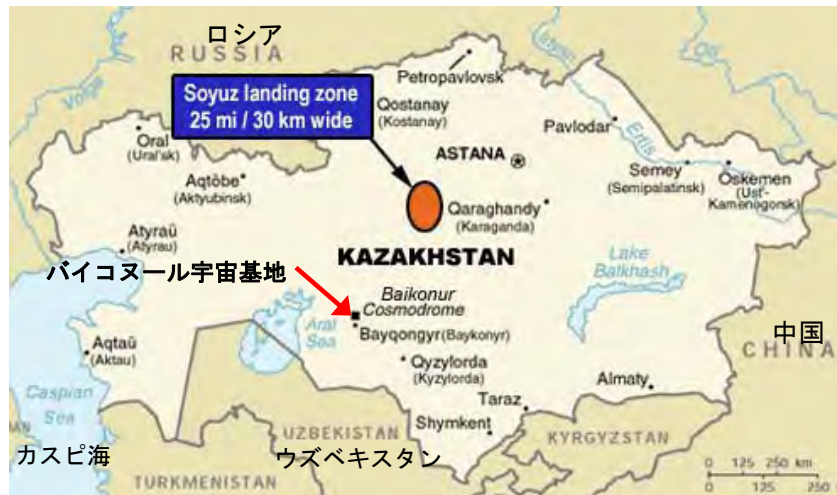 ロシア
RUSSIA
Soyuz landing zone
25 mi / 30 km wide
Petropavlovsk
Qostanay
(Kostanay)
Pavlodar
Volga
Irtysh
Ob
Ertis
Oral
(Ural'sk)
ASTANA
Semey
(Semipalatinsk)
Öskemen
(Ust'-
Kamenogorsk)
Aqtöbe
(Aktyubinsk)
Qaraghandy
(Karaganda)
Atyraū
(Atyrau)
KAZAKHSTAN
Lake
Balkhash
バイコヌール宇宙基地
Baikonur
Cosmodrome
Aral
Sea
Bayqongyr (Baykonyr)
中国
CHINA
Aqtaū
(Aktau)
Qyzylorda
(Kyzylorda)
Almaty
Caspian
Sea
Taraz
Shymkent
UZBEKISTAN
KYRGYZSTAN
カスピ海
ウズベキスタン
TURKMENISTAN
0 125 250 km
0 125 250